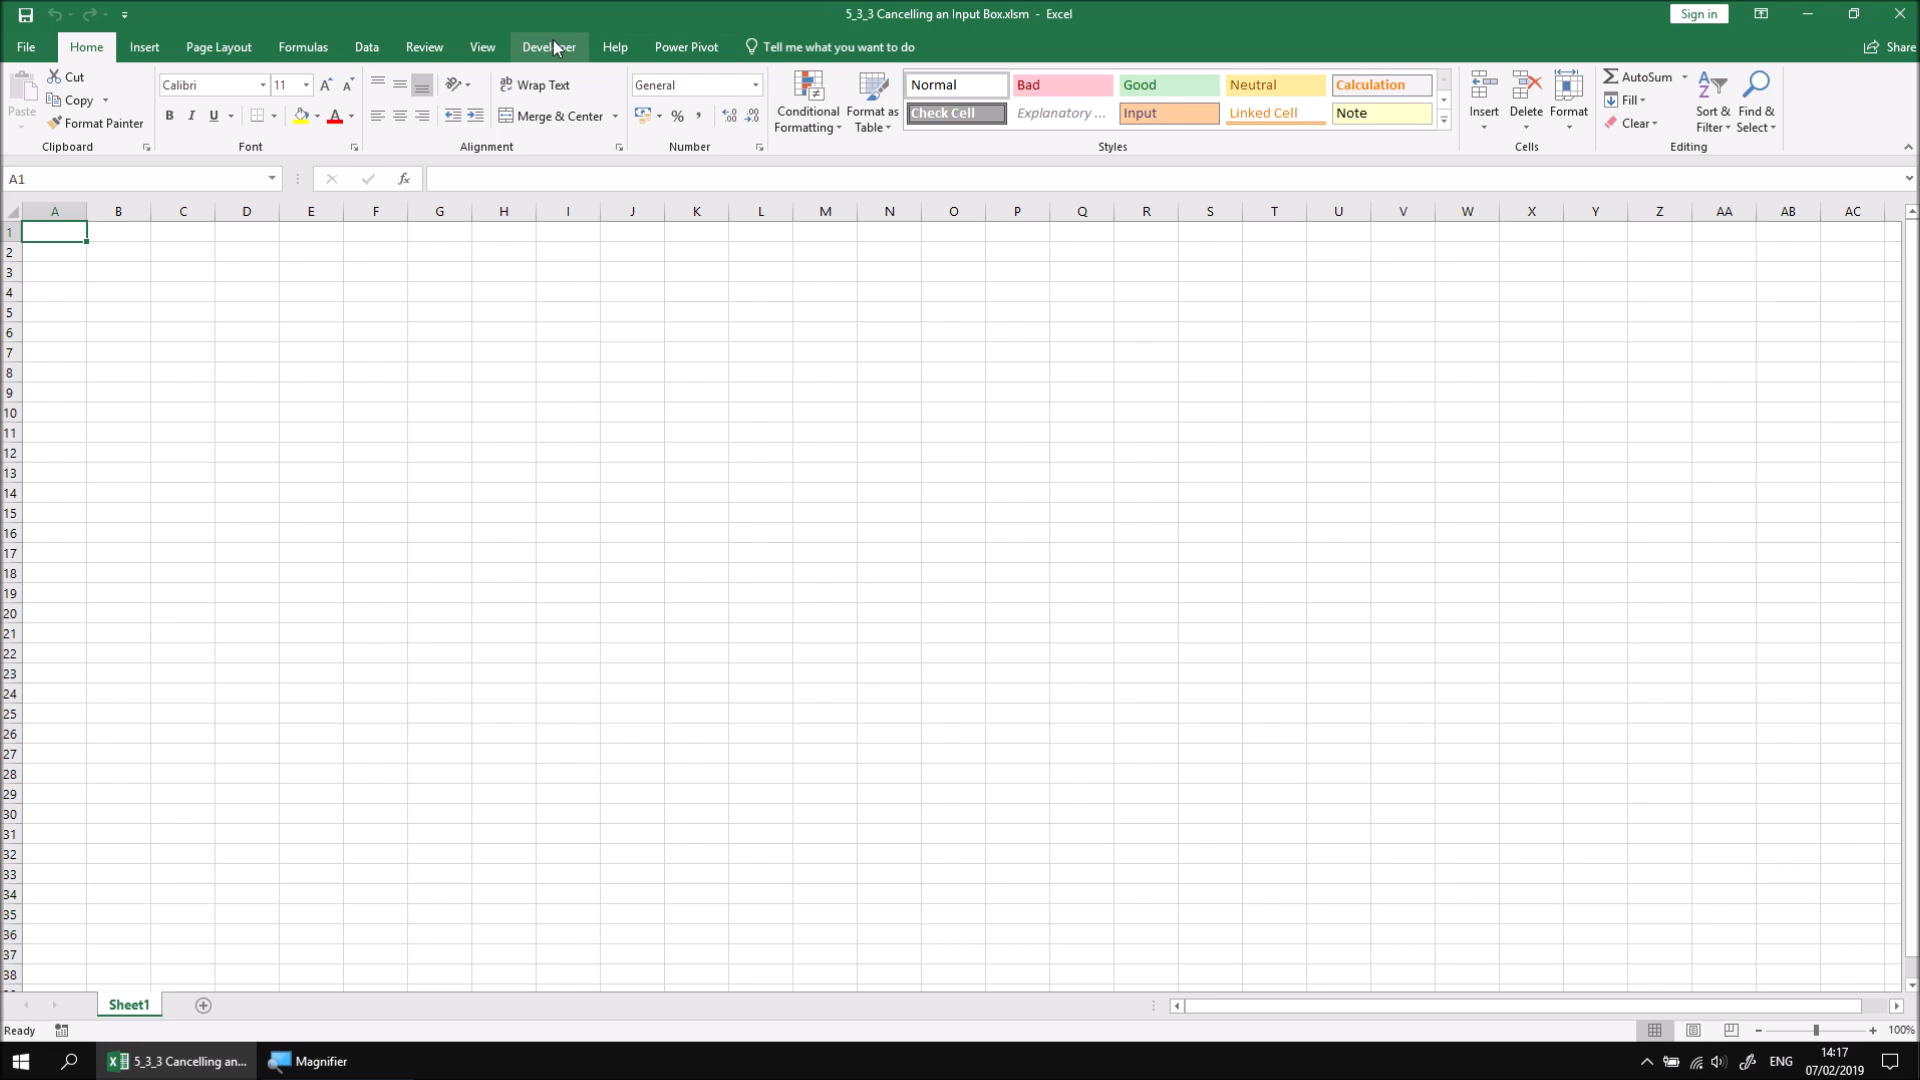 5_3_3 Cancelling an Input Box.xlsm - Excel
Sign in
File Home Insert Page Layout Formulas Data Review View Developer Help Power Pivot Tell me what you want to do Share
Paste
Cut
Copy
Format Painter
Calibri 11
B I U
Wrap Text
Merge & Center
General
%
Conditional Formatting
Format as Table
Normal Bad Good Neutral Calculation
Check Cell Explanatory ... Input Linked Cell Note
Insert Delete Format
AutoSum
Fill
Clear
Sort & Filter
Find & Select
Clipboard Font Alignment Number Styles Cells Editing
A1 fx
A B C D E F G H I J K L M N O P Q R S T U V W X Y Z AA AB AC
1
2
3
4
5
6
7
8
9
10
11
12
13
14
15
16
17
18
19
20
21
22
23
24
25
26
27
28
29
30
31
32
33
34
35
36
37
38
Sheet1
Ready 100%
5_3_3 Cancelling an... Magnifier ENG
14:17
07/02/2019